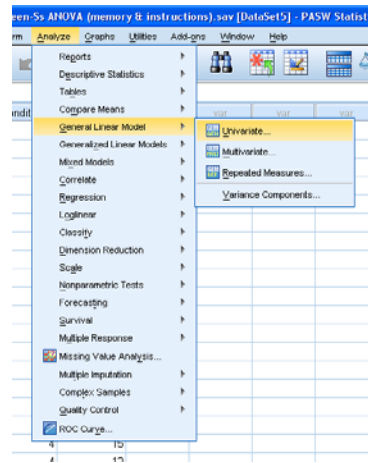 een-Ss ANOVA (memory & instructions).sav [DataSet5] - PASW Statist
rm Analyze Graphs Utilities Add-ons Window Help
Reports
Descriptive Statistics
Tables
Compare Means
General Linear Model
Generalized Linear Models
Mixed Models
Correlate
Regression
Loglinear
Classify
Dimension Reduction
Scale
Nonparametric Tests
Forecasting
Survival
Multiple Response
Missing Value Analysis...
Multiple Imputation
Complex Samples
Quality Control
ROC Curve...
Univariate...
Multivariate...
Repeated Measures...
Variance Components...
ndit var var var
4 15
4